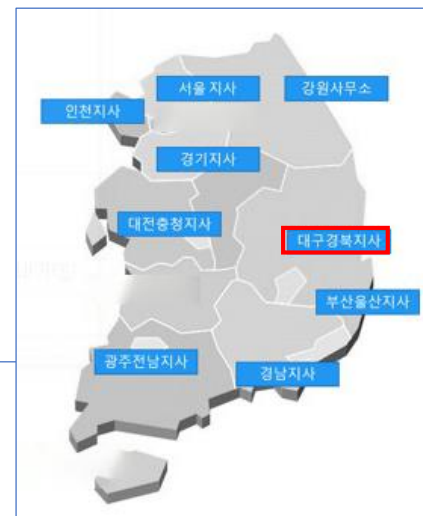 서울 지사
강원사무소
인천지사
경기지사
대전충청지사
대구경북지사
부산울산지사
광주전남지사
경남지사